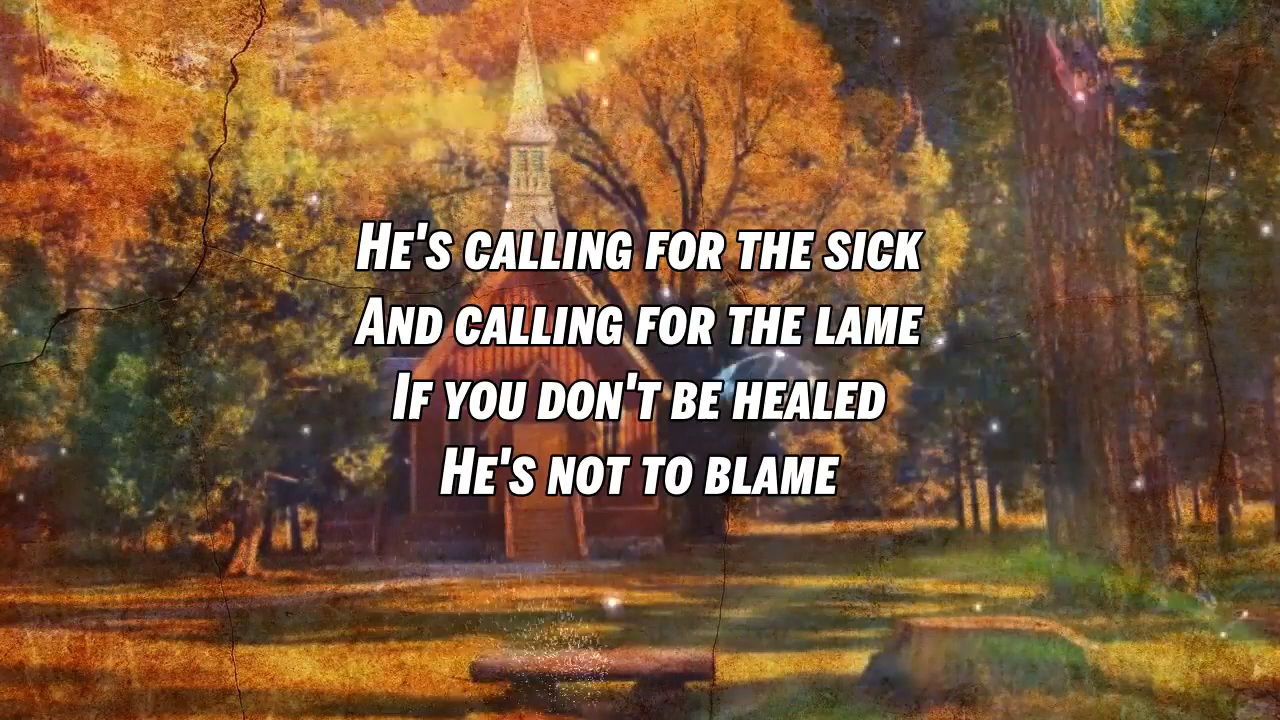 He's calling for the sick
And calling for the lame
If you don't be healed
He's not to blame